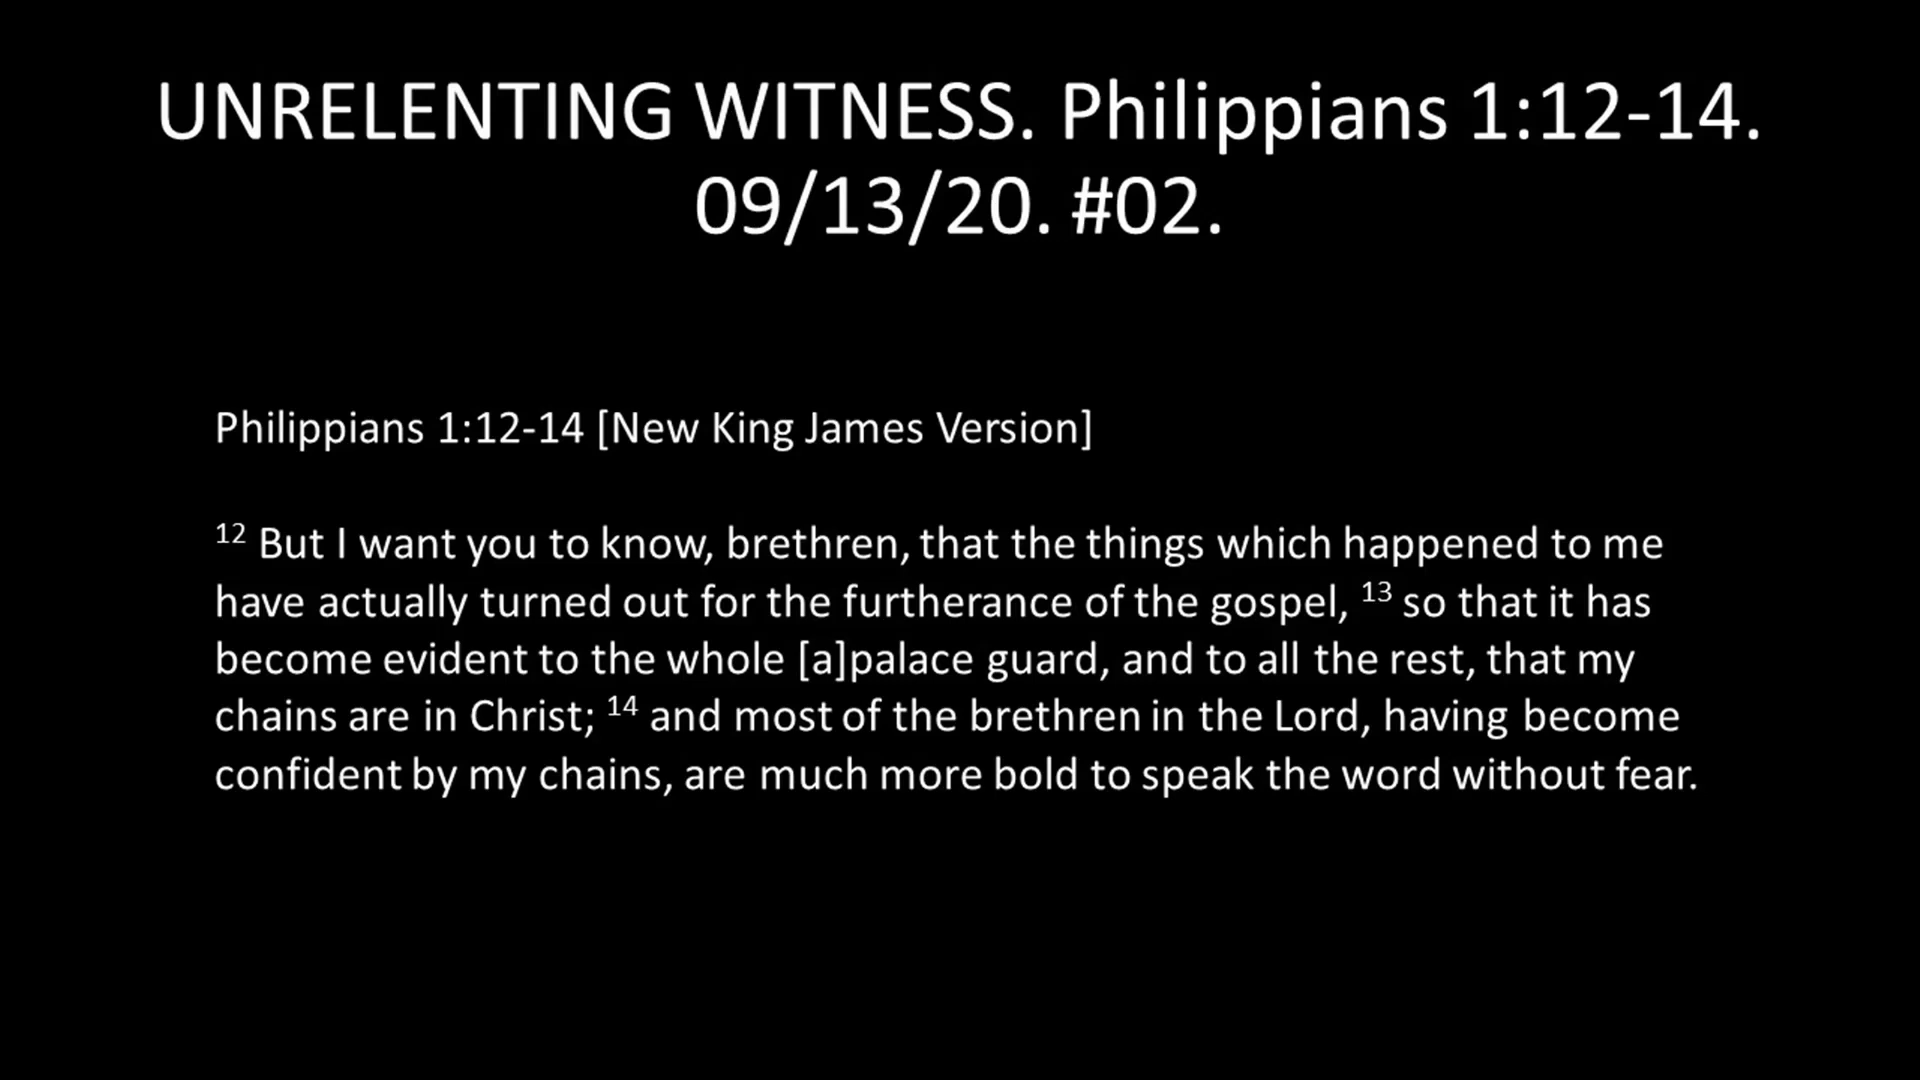 UNRELENTING WITNESS. Philippians 1:12-14.
09/13/20. #02.
Philippians 1:12-14 [New King James Version]
12 But I want you to know, brethren, that the things which happened to me
have actually turned out for the furtherance of the gospel, 13 so that it has
become evident to the whole [a]palace guard, and to all the rest, that my
chains are in Christ; 14 and most of the brethren in the Lord, having become
confident by my chains, are much more bold to speak the word without fear.